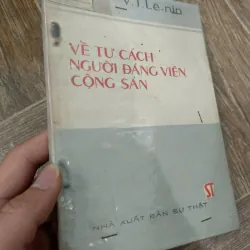 V. I. Lê-nin
VỀ TƯ CÁCH
NGƯỜI ĐẢNG VIÊN
CỘNG SẢN
ST
NHÀ XUẤT BẢN SỰ THẬT